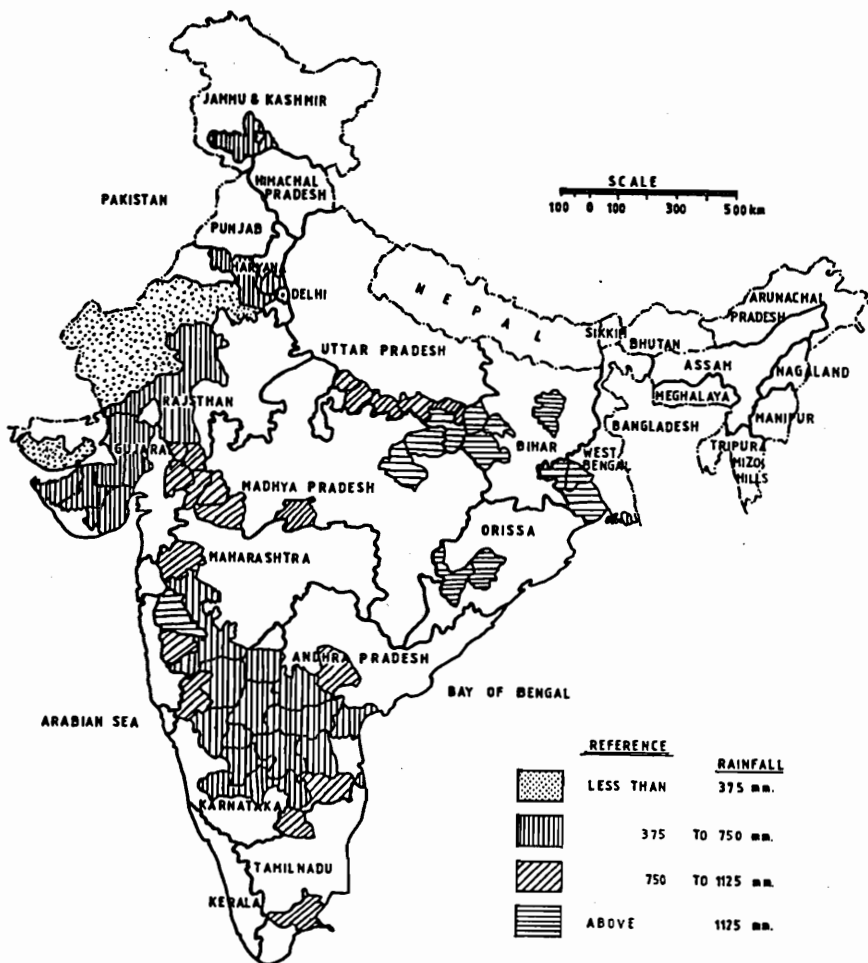 JAMMU & KASHMIR
HIMACHAL
PRADESH
PAKISTAN
SCALE
100 0 100 300 500 km
PUNJAB
HARYANA
DELHI
NEPAL
SIKKIM
BHUTAN
ARUNACHAL
PRADESH
ASSAM
NAGALAND
MEGHALAYA
MANIPUR
BANGLADESH
TRIPURA
MIZO
HILLS
UTTAR PRADESH
RAJSTHAN
GUJARA
BIHAR
WEST
BENGAL
MADHYA PRADESH
ORISSA
MAHARASHTRA
ANDHRA PRADESH
BAY OF BENGAL
ARABIAN SEA
KARNATAKA
TAMILNADU
KERALA
REFERENCE RAINFALL
LESS THAN 375 mm.
375 TO 750 mm.
750 TO 1125 mm.
ABOVE 1125 mm.